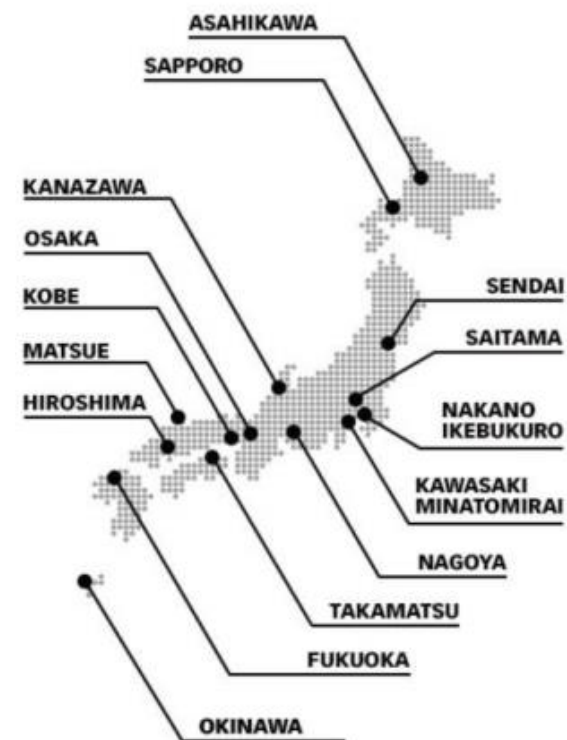 ASAHIKAWA
SAPPORO
KANAZAWA
OSAKA
KOBE
MATSUE
HIROSHIMA
SENDAI
SAITAMA
NAKANO
IKEBUKURO
KAWASAKI
MINATOMIRAI
NAGOYA
TAKAMATSU
FUKUOKA
OKINAWA